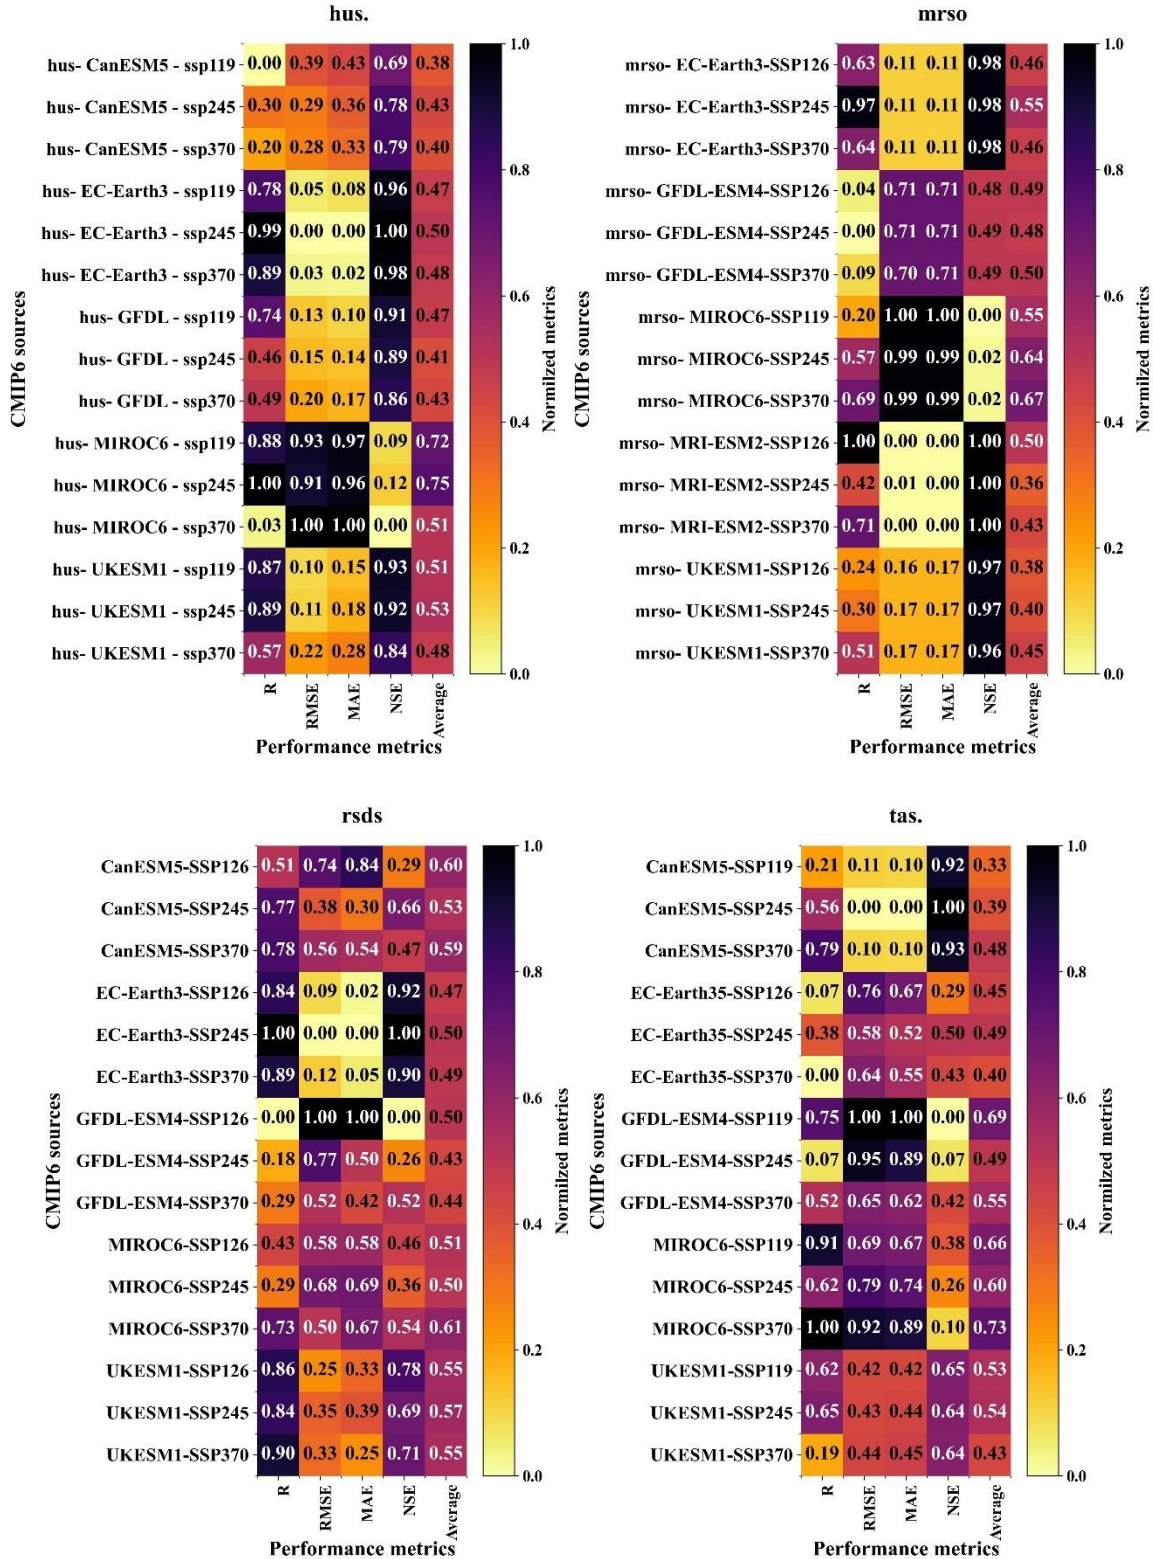 hus.
hus- CanESM5 - ssp119 0.00 0.39 0.43 0.69 0.38
hus- CanESM5 - ssp245 0.30 0.29 0.36 0.78 0.43
hus- CanESM5 - ssp370 0.20 0.28 0.33 0.79 0.40
hus- EC-Earth3 - ssp119 0.78 0.05 0.08 0.96 0.47
hus- EC-Earth3 - ssp245 0.99 0.00 0.00 1.00 0.50
hus- EC-Earth3 - ssp370 0.89 0.03 0.02 0.98 0.48
hus- GFDL - ssp119 0.74 0.13 0.10 0.91 0.47
hus- GFDL - ssp245 0.46 0.15 0.14 0.89 0.41
hus- GFDL - ssp370 0.49 0.20 0.17 0.86 0.43
hus- MIROC6 - ssp119 0.88 0.93 0.97 0.09 0.72
hus- MIROC6 - ssp245 1.00 0.91 0.96 0.12 0.75
hus- MIROC6 - ssp370 0.03 1.00 1.00 0.00 0.51
hus- UKESM1 - ssp119 0.87 0.10 0.15 0.93 0.51
hus- UKESM1 - ssp245 0.89 0.11 0.18 0.92 0.53
hus- UKESM1 - ssp370 0.57 0.22 0.28 0.84 0.48
R RMSE MAE NSE Average
Performance metrics
CMIP6 sources
1.0
0.8
0.6
0.4
0.2
0.0
Normilzed metrics
mrso
mrso- EC-Earth3-SSP126 0.63 0.11 0.11 0.98 0.46
mrso- EC-Earth3-SSP245 0.97 0.11 0.11 0.98 0.55
mrso- EC-Earth3-SSP370 0.64 0.11 0.11 0.98 0.46
mrso- GFDL-ESM4-SSP126 0.04 0.71 0.71 0.48 0.49
mrso- GFDL-ESM4-SSP245 0.00 0.71 0.71 0.49 0.48
mrso- GFDL-ESM4-SSP370 0.09 0.70 0.71 0.49 0.50
mrso- MIROC6-SSP119 0.20 1.00 1.00 0.00 0.55
mrso- MIROC6-SSP245 0.57 0.99 0.99 0.02 0.64
mrso- MIROC6-SSP370 0.69 0.99 0.99 0.02 0.67
mrso- MRI-ESM2-SSP126 1.00 0.00 0.00 1.00 0.50
mrso- MRI-ESM2-SSP245 0.42 0.01 0.00 1.00 0.36
mrso- MRI-ESM2-SSP370 0.71 0.00 0.00 1.00 0.43
mrso- UKESM1-SSP126 0.24 0.16 0.17 0.97 0.38
mrso- UKESM1-SSP245 0.30 0.17 0.17 0.97 0.40
mrso- UKESM1-SSP370 0.51 0.17 0.17 0.96 0.45
R RMSE MAE NSE Average
Performance metrics
CMIP6 sources
1.0
0.8
0.6
0.4
0.2
0.0
Normilzed metrics
rsds
CanESM5-SSP126 0.51 0.74 0.84 0.29 0.60
CanESM5-SSP245 0.77 0.38 0.30 0.66 0.53
CanESM5-SSP370 0.78 0.56 0.54 0.47 0.59
EC-Earth3-SSP126 0.84 0.09 0.02 0.92 0.47
EC-Earth3-SSP245 1.00 0.00 0.00 1.00 0.50
EC-Earth3-SSP370 0.89 0.12 0.05 0.90 0.49
GFDL-ESM4-SSP126 0.00 1.00 1.00 0.00 0.50
GFDL-ESM4-SSP245 0.18 0.77 0.50 0.26 0.43
GFDL-ESM4-SSP370 0.29 0.52 0.42 0.52 0.44
MIROC6-SSP126 0.43 0.58 0.58 0.46 0.51
MIROC6-SSP245 0.29 0.68 0.69 0.36 0.50
MIROC6-SSP370 0.73 0.50 0.67 0.54 0.61
UKESM1-SSP126 0.86 0.25 0.33 0.78 0.55
UKESM1-SSP245 0.84 0.35 0.39 0.69 0.57
UKESM1-SSP370 0.90 0.33 0.25 0.71 0.55
R RMSE MAE NSE Average
Performance metrics
CMIP6 sources
1.0
0.8
0.6
0.4
0.2
0.0
Normilzed metrics
tas.
CanESM5-SSP119 0.21 0.11 0.10 0.92 0.33
CanESM5-SSP245 0.56 0.00 0.00 1.00 0.39
CanESM5-SSP370 0.79 0.10 0.10 0.93 0.48
EC-Earth35-SSP126 0.07 0.76 0.67 0.29 0.45
EC-Earth35-SSP245 0.38 0.58 0.52 0.50 0.49
EC-Earth35-SSP370 0.00 0.64 0.55 0.43 0.40
GFDL-ESM4-SSP119 0.75 1.00 1.00 0.00 0.69
GFDL-ESM4-SSP245 0.07 0.95 0.89 0.07 0.49
GFDL-ESM4-SSP370 0.52 0.65 0.62 0.42 0.55
MIROC6-SSP119 0.91 0.69 0.67 0.38 0.66
MIROC6-SSP245 0.62 0.79 0.74 0.26 0.60
MIROC6-SSP370 1.00 0.92 0.89 0.10 0.73
UKESM1-SSP119 0.62 0.42 0.42 0.65 0.53
UKESM1-SSP245 0.65 0.43 0.44 0.64 0.54
UKESM1-SSP370 0.19 0.44 0.45 0.64 0.43
R RMSE MAE NSE Average
Performance metrics
CMIP6 sources
1.0
0.8
0.6
0.4
0.2
0.0
Normilzed metrics